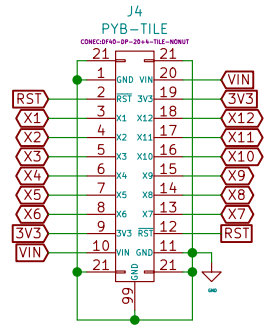 J4
PYB-TILE
CONEC:DF40-DP-20+4-TILE-NONUT
21 21
1 GND VIN 20 VIN
RST 2 RST 3V3 19 3V3
X1 3 X1 X12 18 X12
X2 4 X2 X11 17 X11
X3 5 X3 X10 16 X10
X4 6 X4 X9 15 X9
X5 7 X5 X8 14 X8
X6 8 X6 X7 13 X7
3V3 9 3V3 RST 12 RST
VIN 10 VIN GND 11
21 GND 21
GND
99